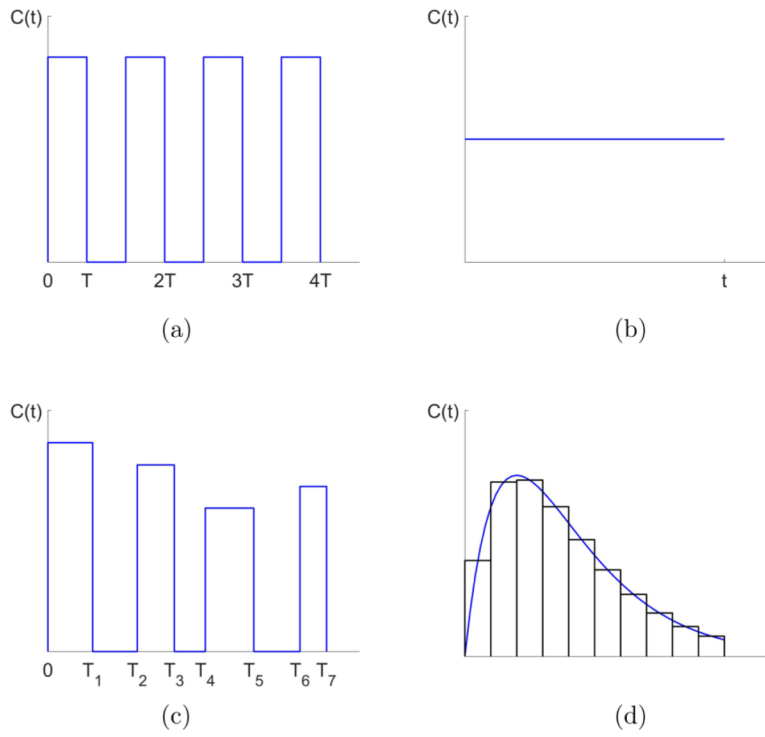 C(t)
C(t)
0 T 2T 3T 4T
t
(a)
(b)
C(t)
C(t)
0 T₁ T₂ T₃ T₄ T₅ T₆ T₇
(c)
(d)